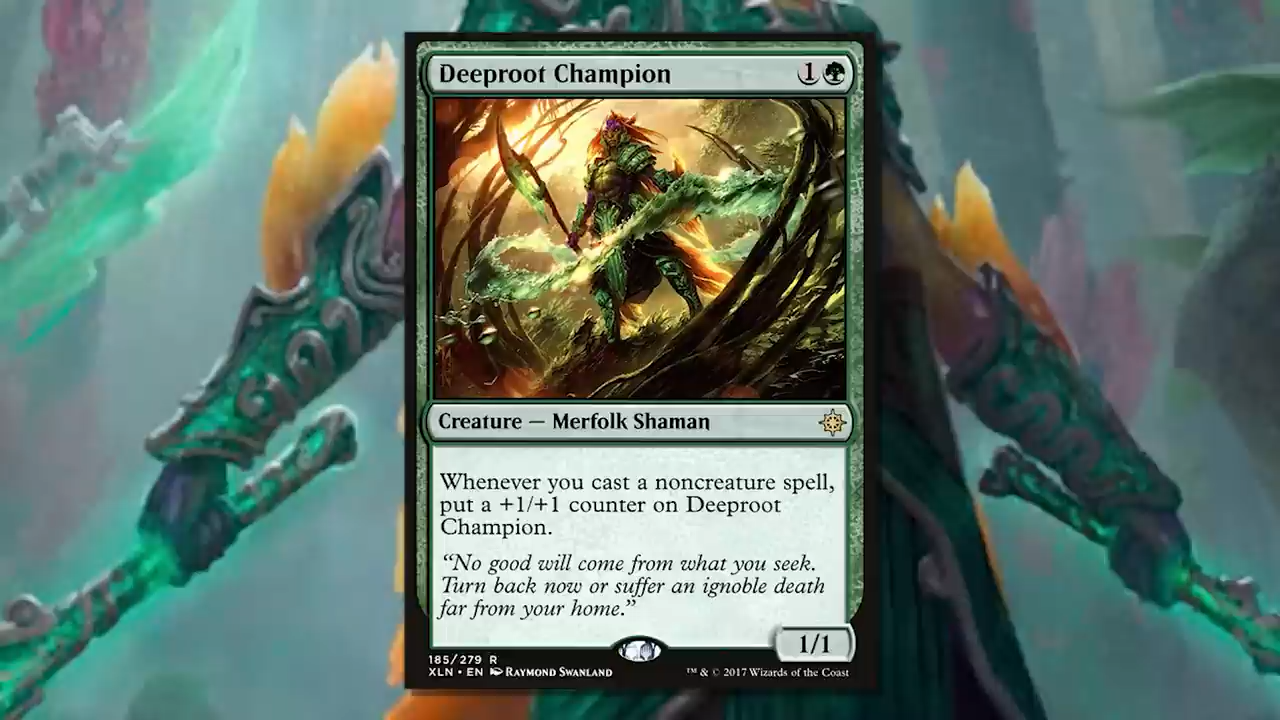 Deeproot Champion 1
Creature — Merfolk Shaman
Whenever you cast a noncreature spell,
put a +1/+1 counter on Deeproot
Champion.
“No good will come from what you seek.
Turn back now or suffer an ignoble death
far from your home.”
1/1
185/279 R
XLN • EN Raymond Swanland
™ & © 2017 Wizards of the Coast